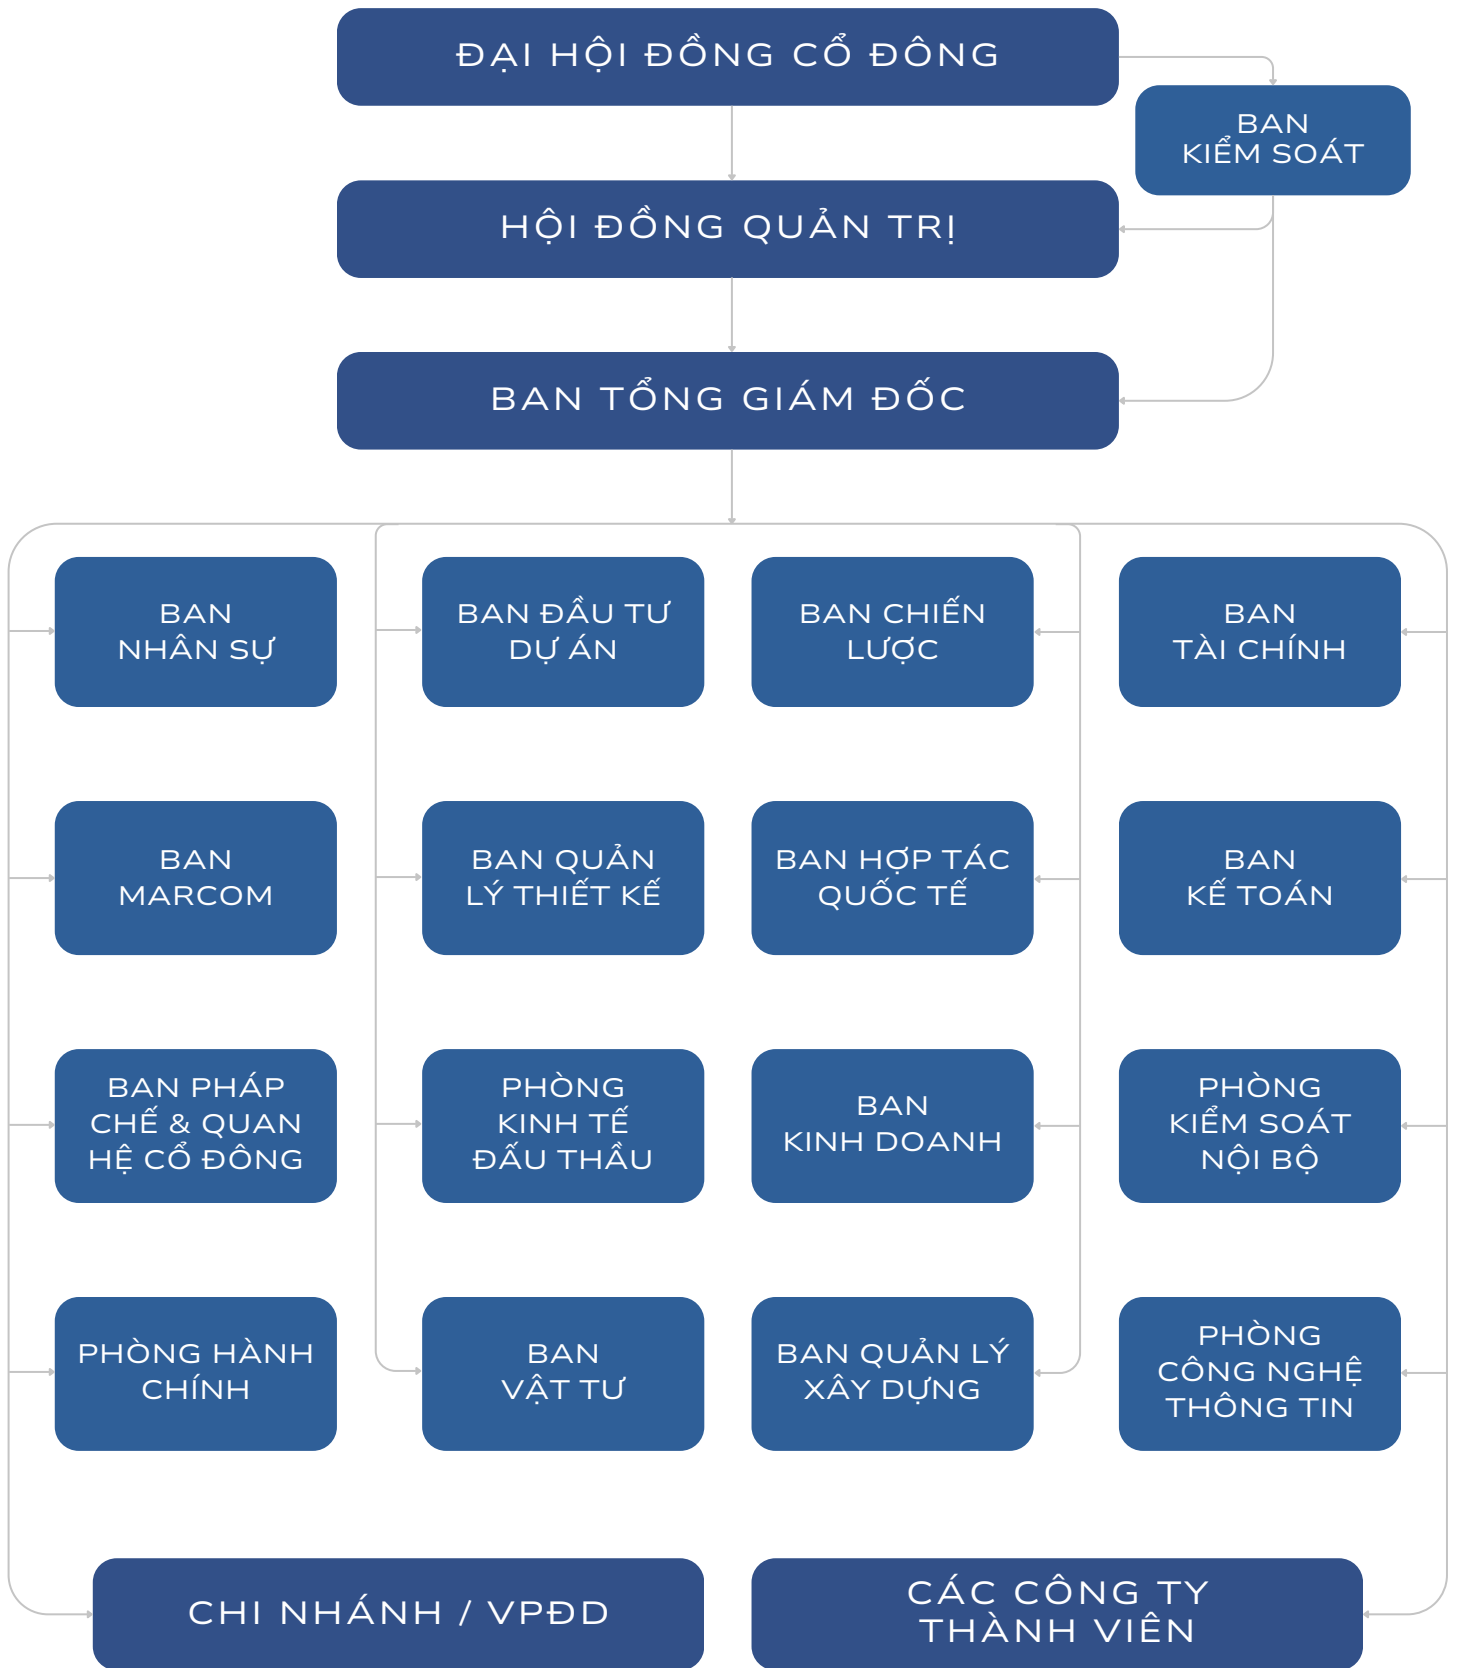 ĐẠI HỘI ĐỒNG CỔ ĐÔNG
BAN
KIỂM SOÁT
HỘI ĐỒNG QUẢN TRỊ
BAN TỔNG GIÁM ĐỐC
BAN
NHÂN SỰ
BAN ĐẦU TƯ
DỰ ÁN
BAN CHIẾN
LƯỢC
BAN
TÀI CHÍNH
BAN
MARCOM
BAN QUẢN
LÝ THIẾT KẾ
BAN HỢP TÁC
QUỐC TẾ
BAN
KẾ TOÁN
BAN PHÁP
CHẾ & QUAN
HỆ CỔ ĐÔNG
PHÒNG
KINH TẾ
ĐẤU THẦU
BAN
KINH DOANH
PHÒNG
KIỂM SOÁT
NỘI BỘ
PHÒNG HÀNH
CHÍNH
BAN
VẬT TƯ
BAN QUẢN LÝ
XÂY DỰNG
PHÒNG
CÔNG NGHỆ
THÔNG TIN
CHI NHÁNH / VPĐD
CÁC CÔNG TY
THÀNH VIÊN